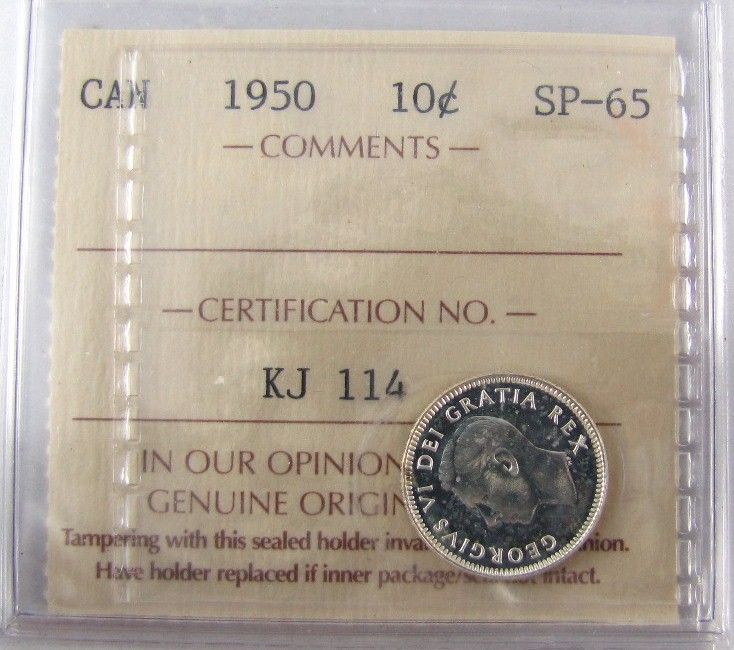 CAN 1950 10¢ SP-65
— COMMENTS —
— CERTIFICATION NO. —
KJ 114
IN OUR OPINION
GENUINE ORIGIN
Tampering with this sealed holder inva nion.
Have holder replaced if inner package/s intact.
GEORGIVS VI DEI GRATIA REX